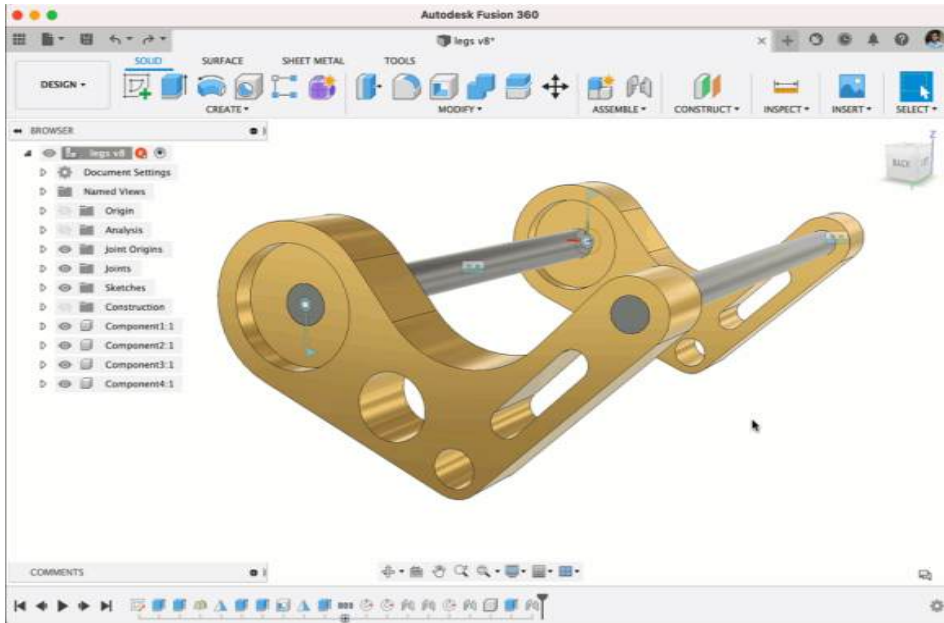 Autodesk Fusion 360
legs v8*
SOLID SURFACE SHEET METAL TOOLS
DESIGN
CREATE MODIFY ASSEMBLE CONSTRUCT INSPECT INSERT SELECT
BROWSER
legs v8
Document Settings
Named Views
Origin
Analysis
Joint Origins
Joints
Sketches
Construction
Component1:1
Component2:1
Component3:1
Component4:1
Z
BACK
COMMENTS